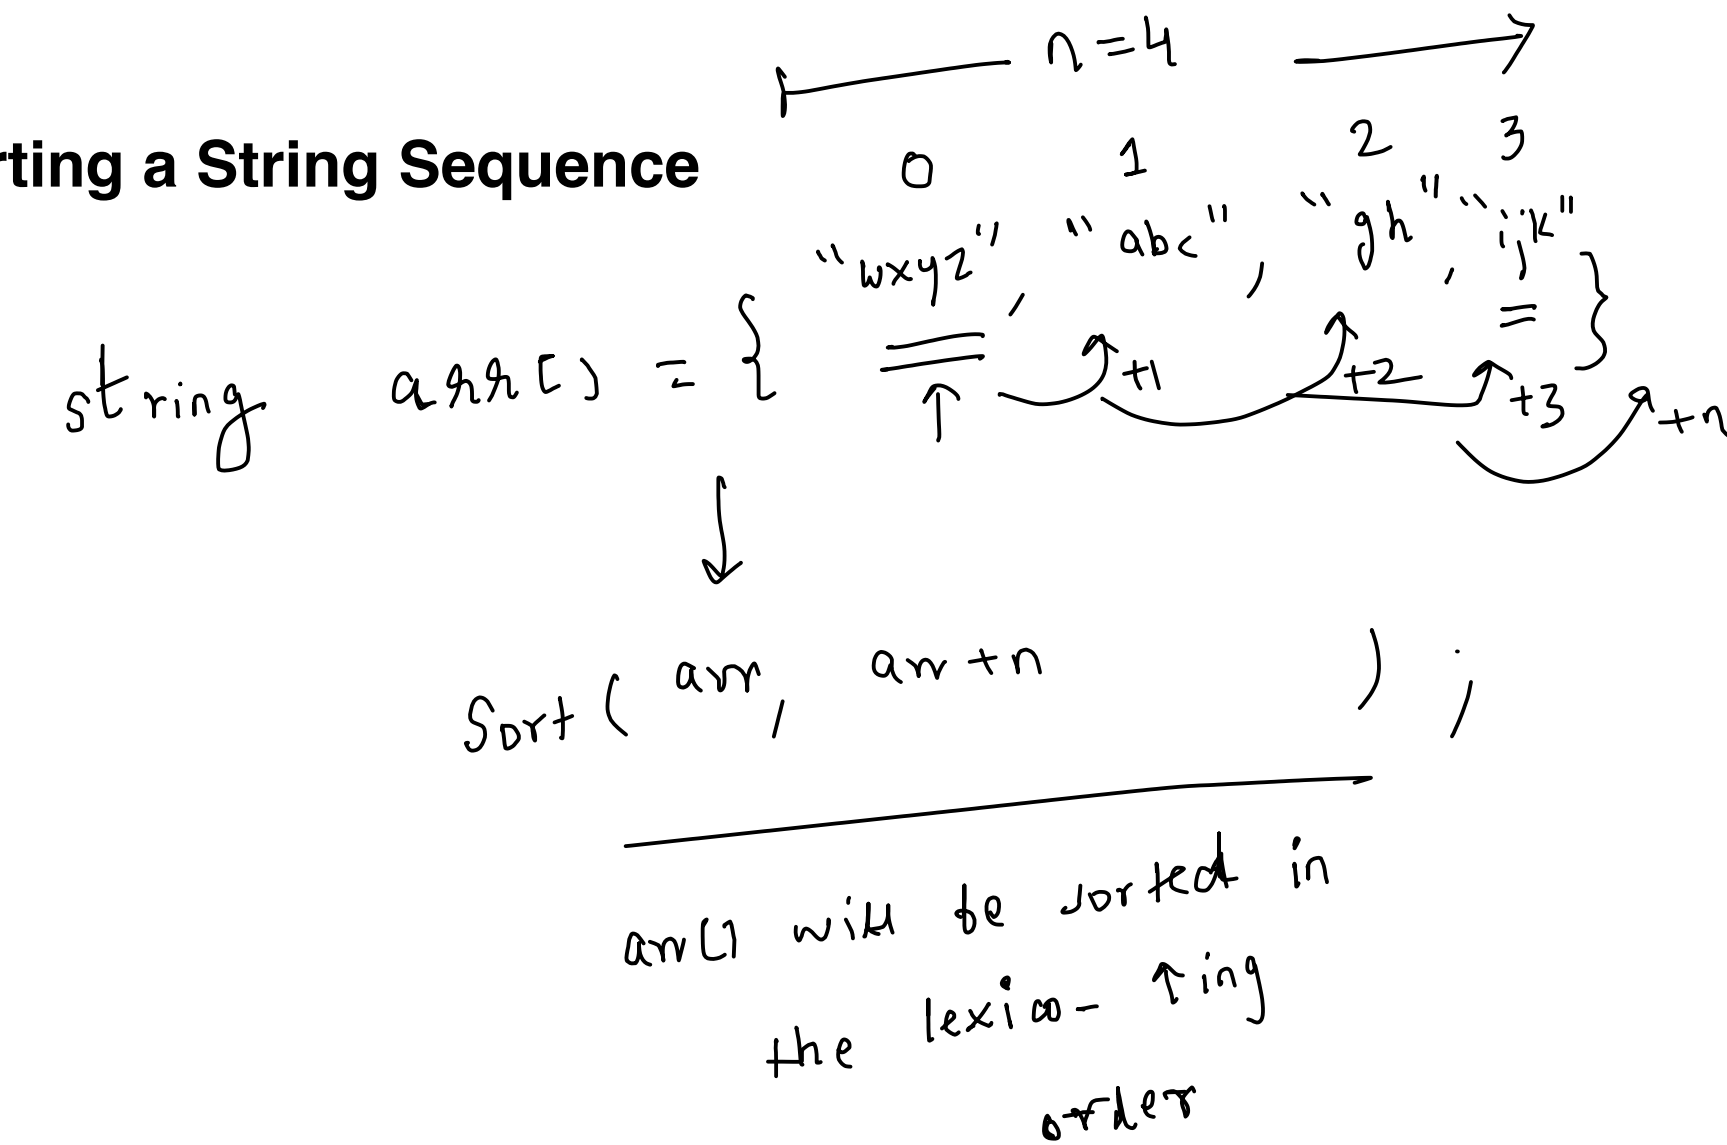 n=4
rting a String Sequence
0 1 2 3
string arr[] = { "wxyz", "abc", "gh", "ijk" }
+1 +2 +3 +n
Sort( arr, arr+n );
arr[] will be sorted in
the lexico- ↑ing
order